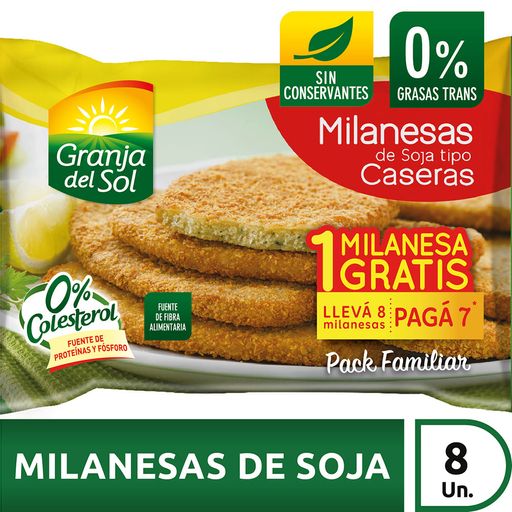 SIN
CONSERVANTES
0%
GRASAS TRANS
Granja
del Sol
Milanesas
de Soja tipo
Caseras
1 MILANESA
GRATIS
LLEVÁ 8
milanesas
PAGÁ 7*
0%
Colesterol
FUENTE DE
PROTEÍNAS Y FÓSFORO
FUENTE
DE FIBRA
ALIMENTARIA
Pack Familiar
MILANESAS DE SOJA
8
Un.